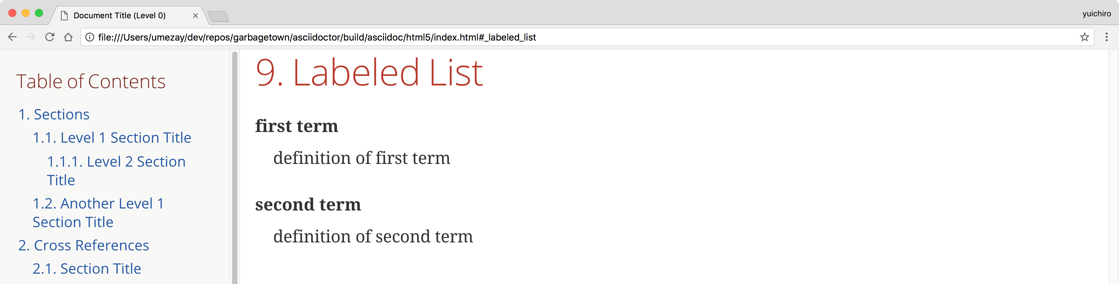 Document Title (Level 0)
yuichiro
file:///Users/umezay/dev/repos/garbagetown/asciidoctor/build/asciidoc/html5/index.html#_labeled_list
Table of Contents
1. Sections
1.1. Level 1 Section Title
1.1.1. Level 2 Section
Title
1.2. Another Level 1
Section Title
2. Cross References
2.1. Section Title
9. Labeled List
first term
definition of first term
second term
definition of second term